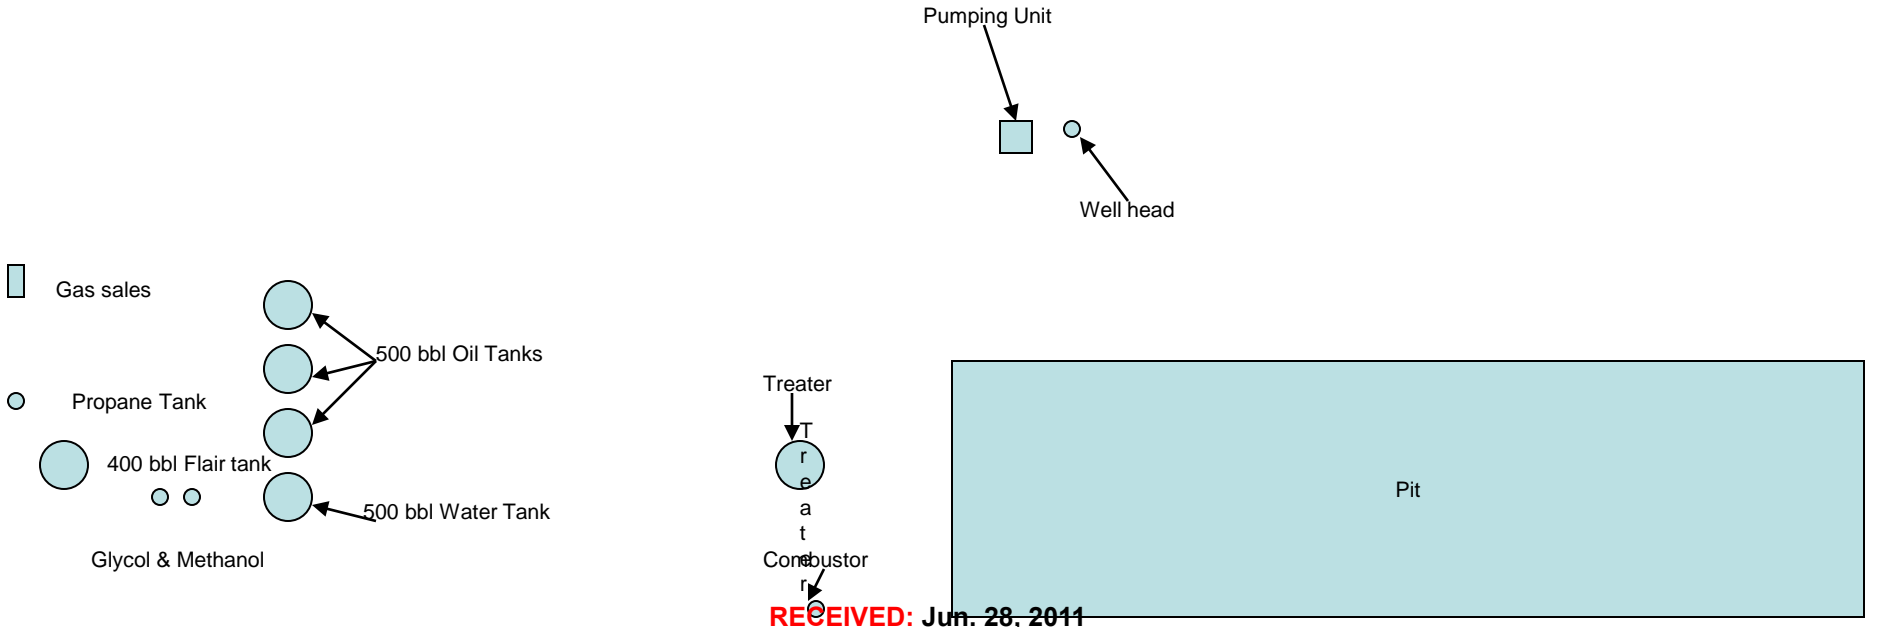 Pumping Unit
Well head
Gas sales
500 bbl Oil Tanks
Treater
Propane Tank
T
r
e
a
t
e
r
400 bbl Flair tank
Pit
500 bbl Water Tank
Glycol & Methanol
Combustor
RECEIVED: Jun. 28, 2011